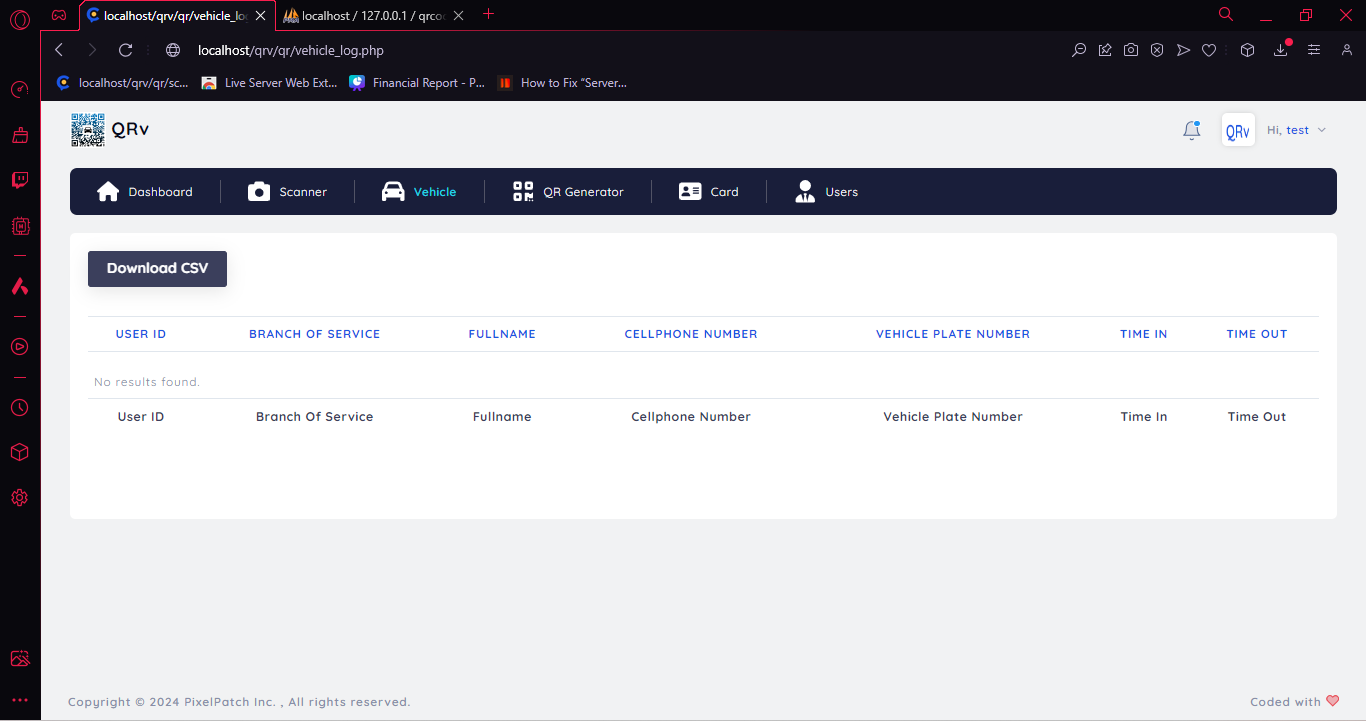 localhost/qrv/qr/vehicle_lo
localhost / 127.0.0.1 / qrco
localhost/qrv/qr/vehicle_log.php
localhost/qrv/qr/sc...
Live Server Web Ext...
Financial Report - P...
How to Fix “Server...
QRv
QRv
Hi, test
Dashboard
Scanner
Vehicle
QR Generator
Card
Users
Download CSV
USER ID BRANCH OF SERVICE FULLNAME CELLPHONE NUMBER VEHICLE PLATE NUMBER TIME IN TIME OUT
No results found.
User ID Branch Of Service Fullname Cellphone Number Vehicle Plate Number Time In Time Out
Copyright © 2024 PixelPatch Inc. , All rights reserved.
Coded with